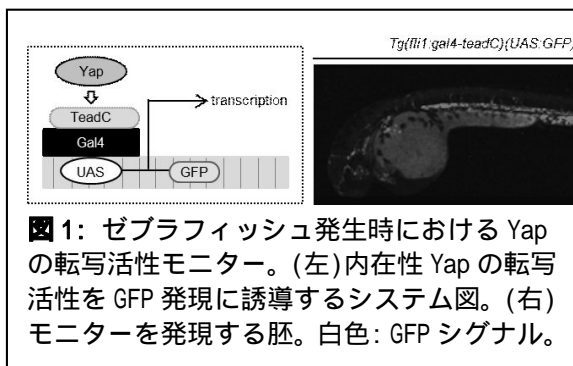 Tg(fli1:gal4-teadC);(UAS:GFP)
Yap
transcription
TeadC
Gal4
UAS
GFP
図1: ゼブラフィッシュ発生時における Yap
の転写活性モニター。(左)内在性 Yap の転写
活性を GFP 発現に誘導するシステム図。(右)
モニターを発現する胚。白色: GFP シグナル。